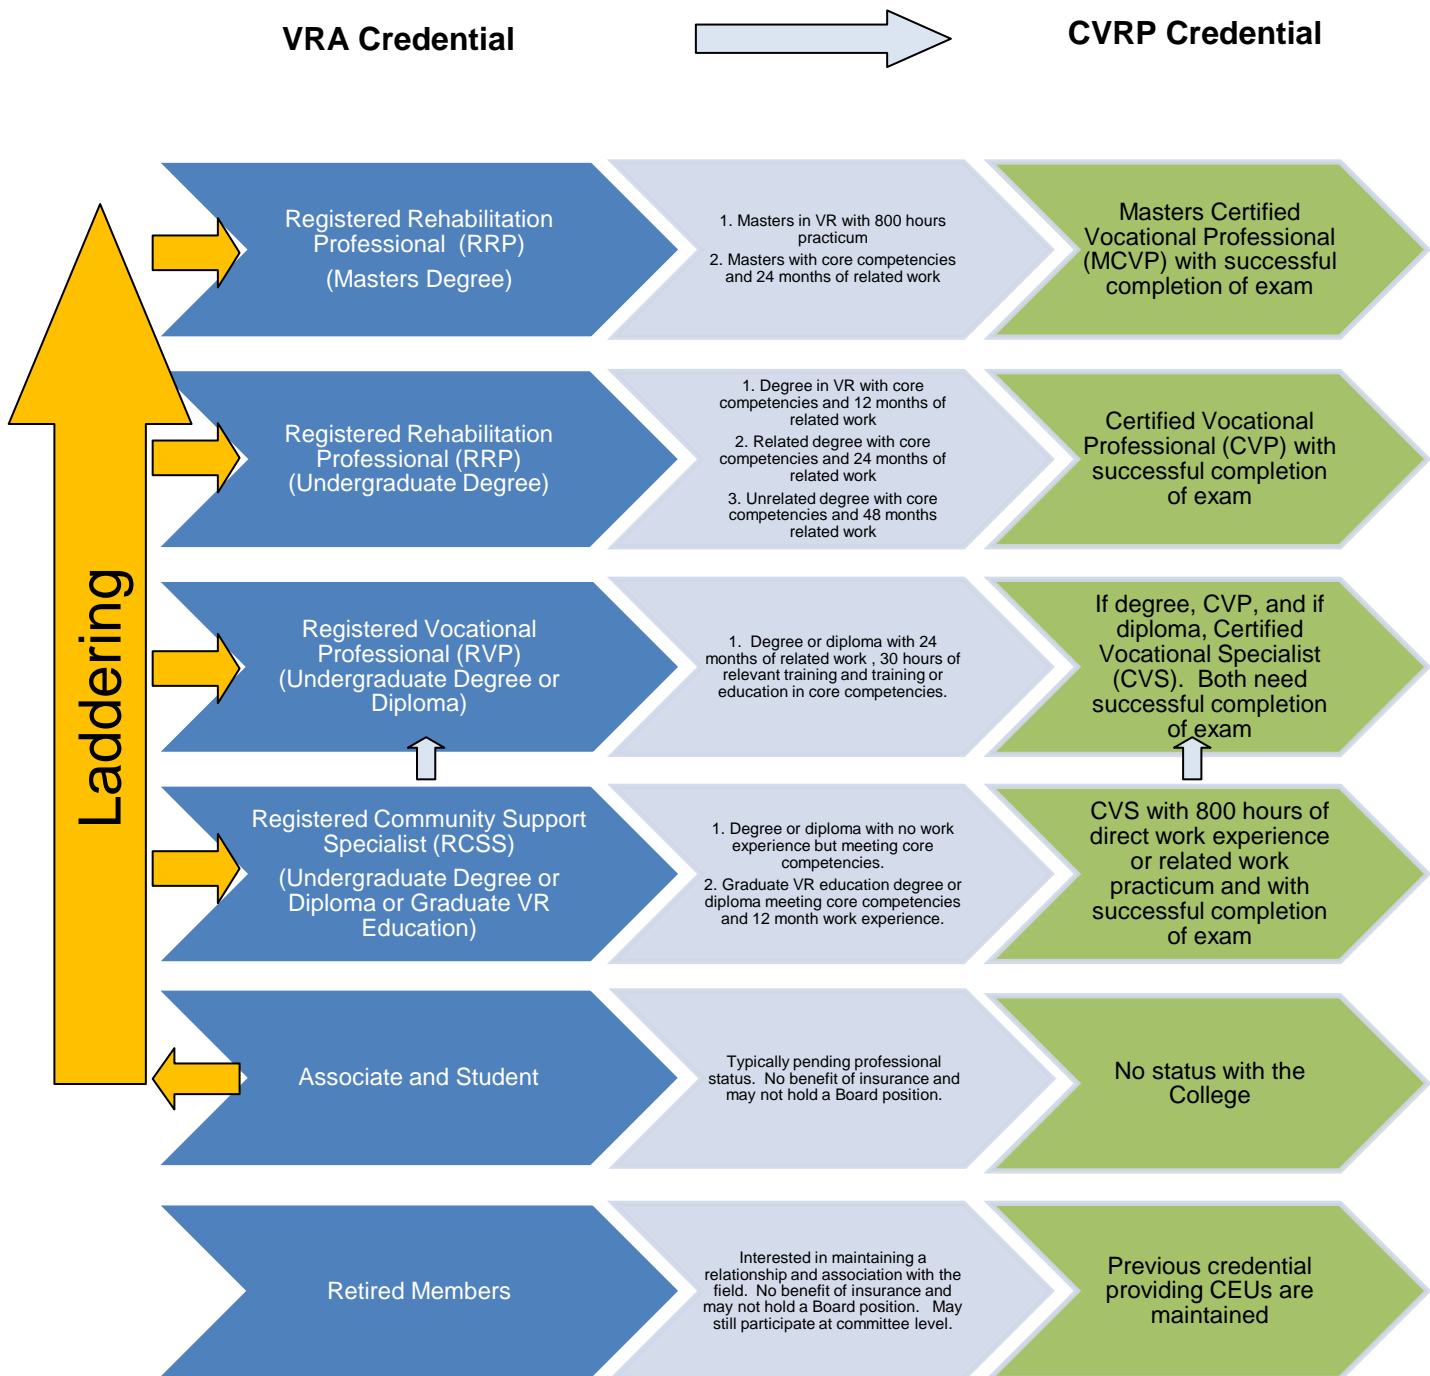 VRA Credential
CVRP Credential
Laddering
Registered Rehabilitation
Professional (RRP)
(Masters Degree)
1. Masters in VR with 800 hours
practicum
2. Masters with core competencies
and 24 months of related work
Masters Certified
Vocational Professional
(MCVP) with successful
completion of exam
Registered Rehabilitation
Professional (RRP)
(Undergraduate Degree)
1. Degree in VR with core
competencies and 12 months of
related work
2. Related degree with core
competencies and 24 months of
related work
3. Unrelated degree with core
competencies and 48 months
related work
Certified Vocational
Professional (CVP) with
successful completion
of exam
Registered Vocational
Professional (RVP)
(Undergraduate Degree or
Diploma)
1. Degree or diploma with 24
months of related work , 30 hours of
relevant training and training or
education in core competencies.
If degree, CVP, and if
diploma, Certified
Vocational Specialist
(CVS). Both need
successful completion
of exam
Registered Community Support
Specialist (RCSS)
(Undergraduate Degree or
Diploma or Graduate VR
Education)
1. Degree or diploma with no work
experience but meeting core
competencies.
2. Graduate VR education degree or
diploma meeting core competencies
and 12 month work experience.
CVS with 800 hours of
direct work experience
or related work
practicum and with
successful completion
of exam
Associate and Student
Typically pending professional
status. No benefit of insurance and
may not hold a Board position.
No status with the
College
Retired Members
Interested in maintaining a
relationship and association with the
field. No benefit of insurance and
may not hold a Board position. May
still participate at committee level.
Previous credential
providing CEUs are
maintained